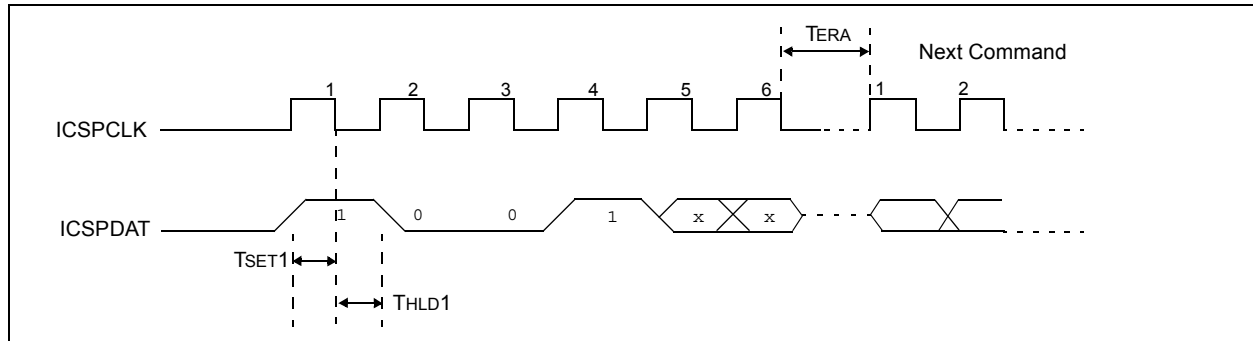 TERA
Next Command
1 2 3 4 5 6 1 2
ICSPCLK
1 0 0 1 x x
ICSPDAT
TSET1
THLD1